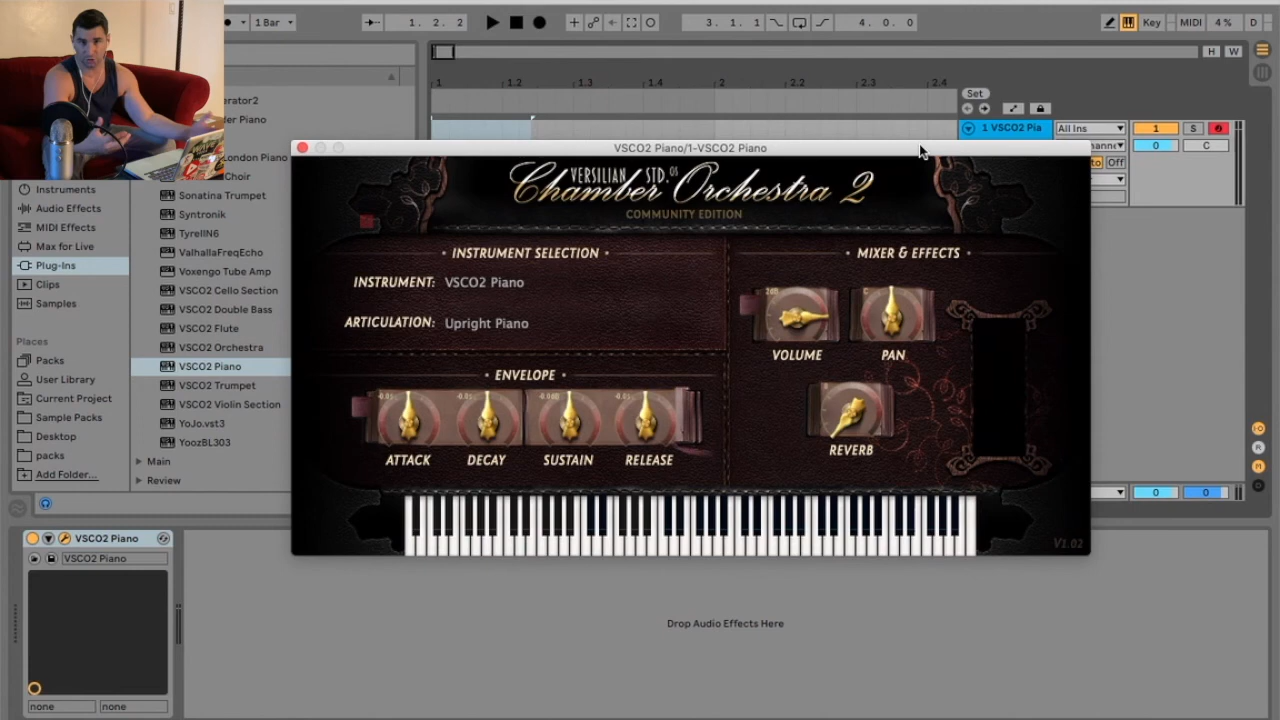 1 Bar
1. 2. 2
3. 1. 1
4. 0. 0
Key
MIDI
4 %
D
H
W
1
1.2
1.3
1.4
2
2.2
2.3
2.4
Set
1 VSCO2 Pia
All Ins
1
S
0
C
Off
erator2
der Piano
London Piano
Choir
Sonatina Trumpet
Syntronik
TyrellN6
ValhallaFreqEcho
Voxengo Tube Amp
VSCO2 Cello Section
VSCO2 Double Bass
VSCO2 Flute
VSCO2 Orchestra
VSCO2 Piano
VSCO2 Trumpet
VSCO2 Violin Section
YoJo.vst3
YoozBL303
Main
Review
Instruments
Audio Effects
MIDI Effects
Max for Live
Plug-Ins
Clips
Samples
Places
Packs
User Library
Current Project
Sample Packs
Desktop
packs
Add Folder...
VSCO2 Piano/1-VSCO2 Piano
VERSILIAN STD.OS
Chamber Orchestra 2
COMMUNITY EDITION
INSTRUMENT SELECTION
INSTRUMENT: VSCO2 Piano
ARTICULATION: Upright Piano
ENVELOPE
ATTACK
DECAY
SUSTAIN
RELEASE
MIXER & EFFECTS
VOLUME
PAN
REVERB
V1.02
0
0
VSCO2 Piano
VSCO2 Piano
none
none
Drop Audio Effects Here